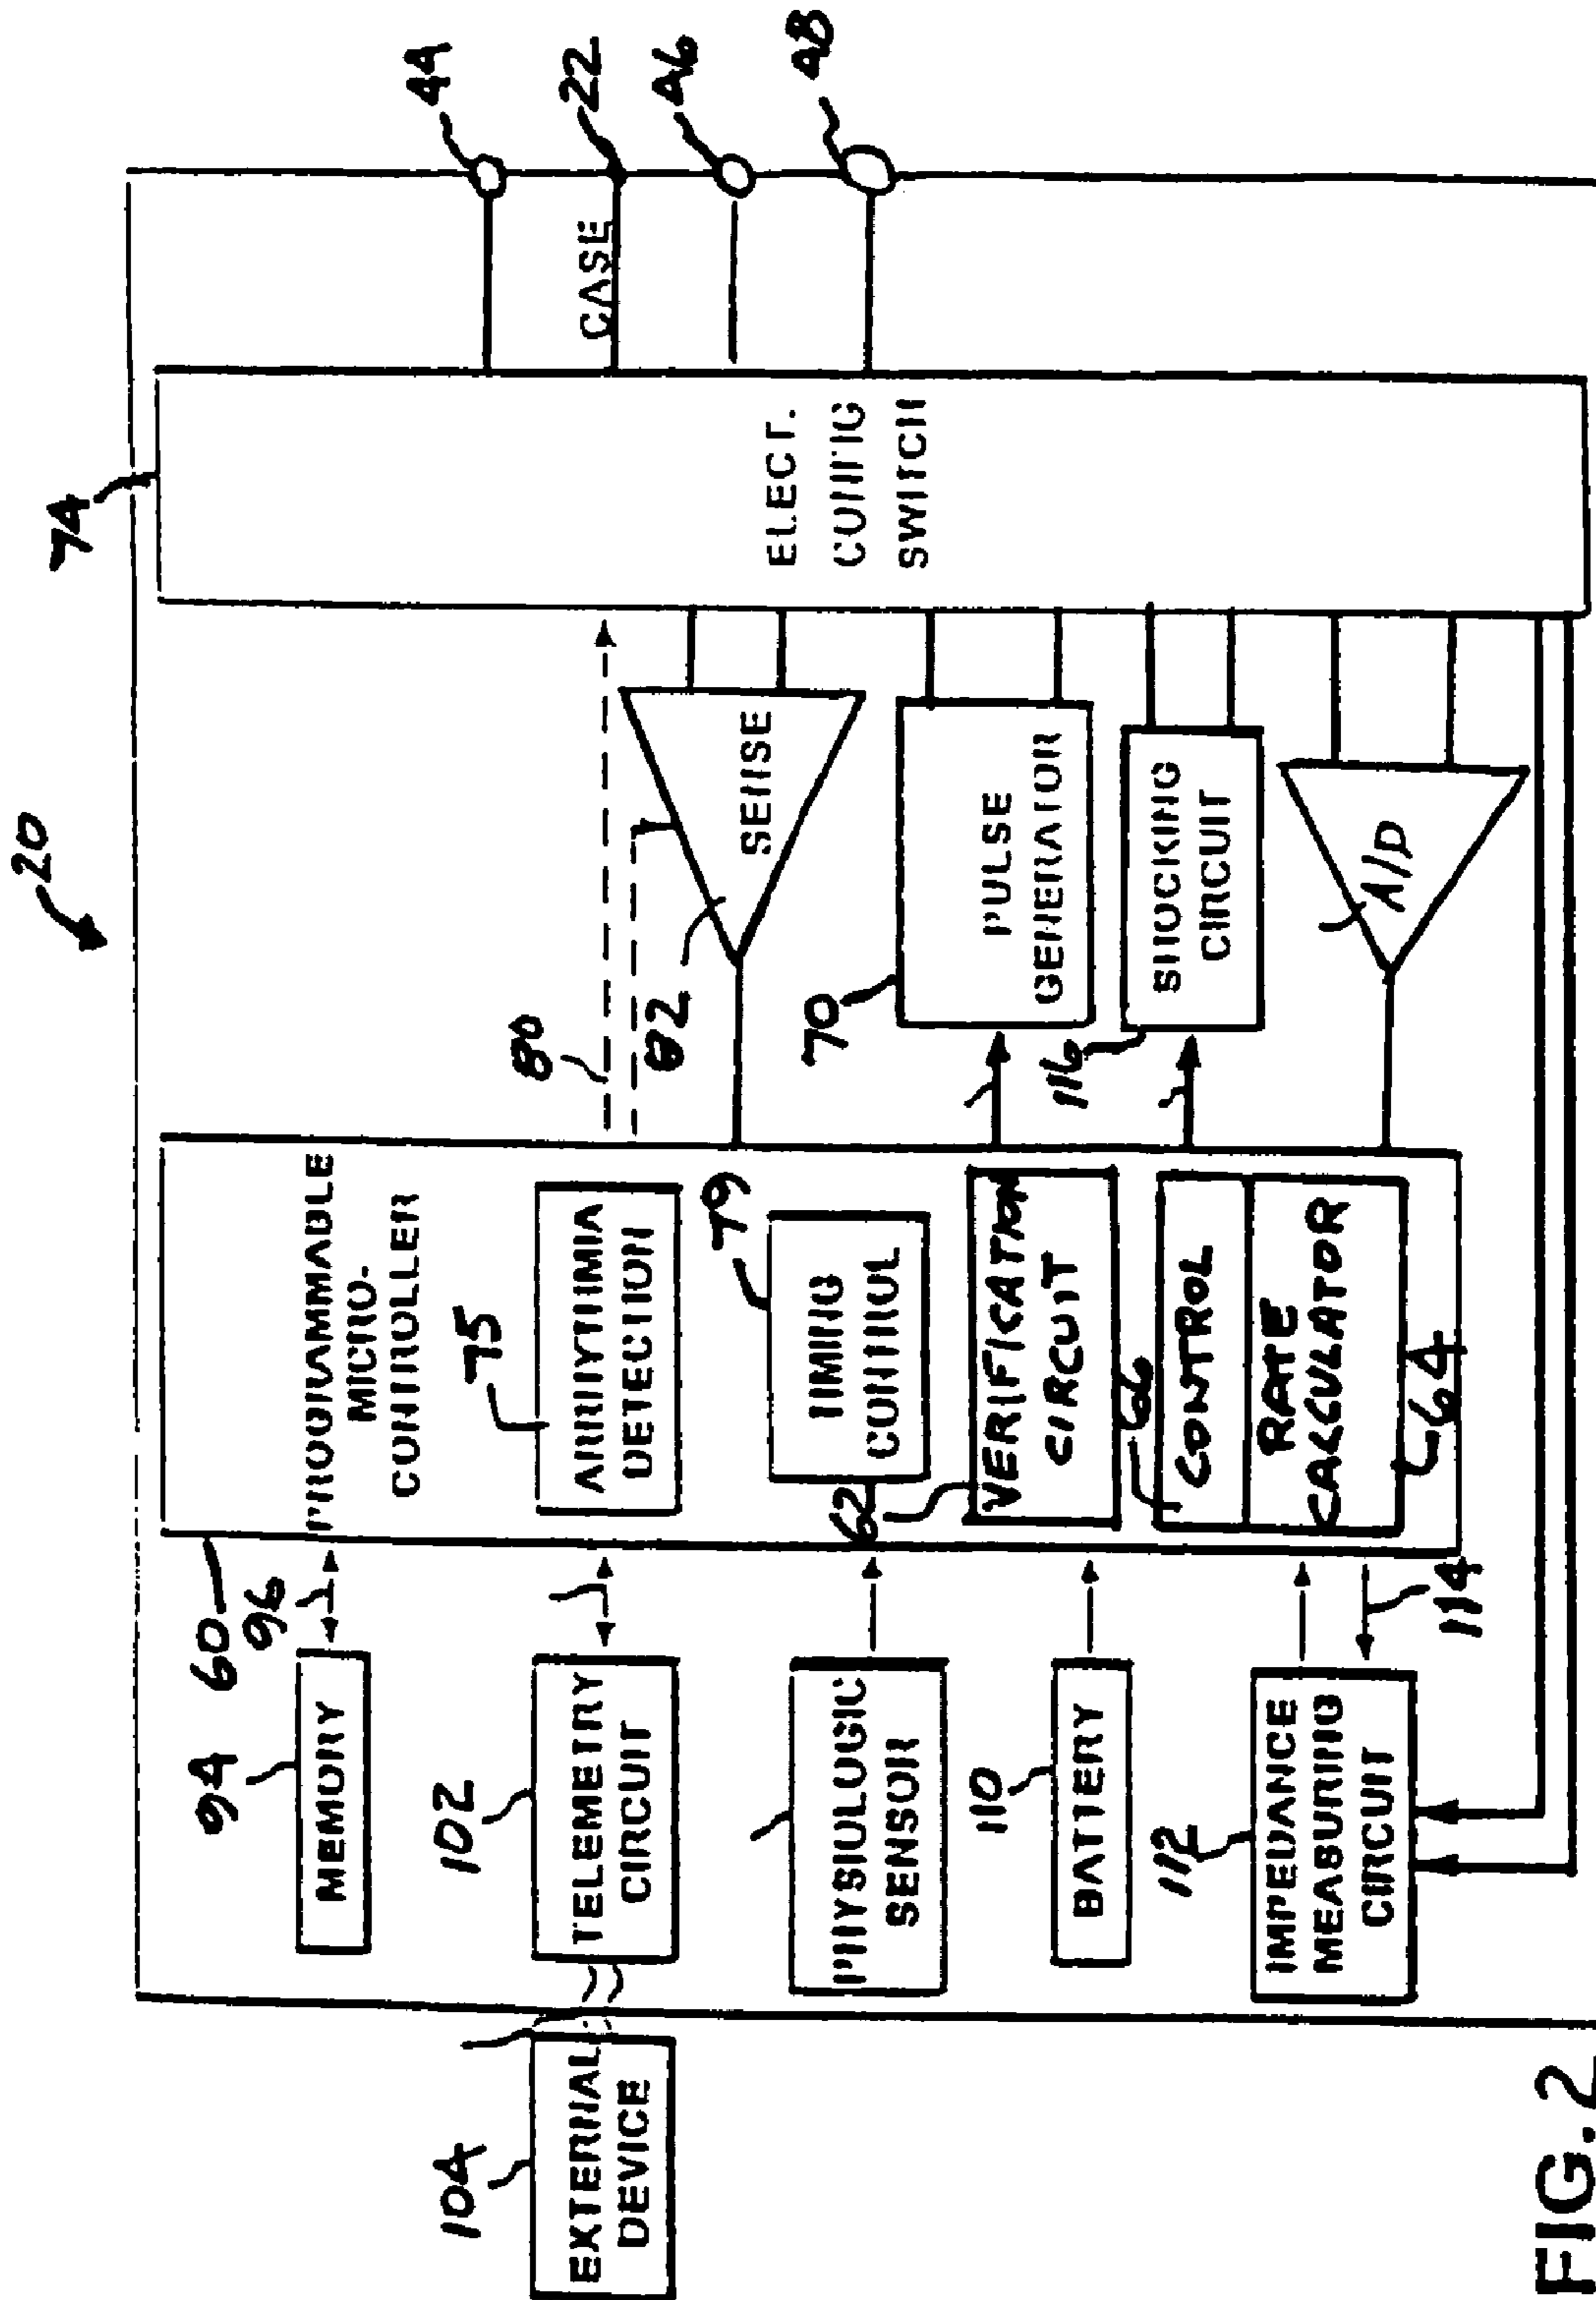 20
74
44
CASE
22
46
48
ELECT.
CONFIG
SWITCH
80
SENSE
82
70
PULSE
GENERATOR
116
SHOCKING
CIRCUIT
A/D
60
PROGRAMMABLE
MICRO-
CONTROLLER
75
ARRHYTHMIA
DETECTION
79
TIMING
CONTROL
62
VERIFICATION
CIRCUIT
66
CONTROL
RATE
CALCULATOR
64
94
96
MEMORY
102
TELEMETRY
CIRCUIT
PHYSIOLOGIC
SENSOR
110
BATTERY
112
IMPEDANCE
MEASURING
CIRCUIT
114
104
EXTERNAL
DEVICE
FIG. 2